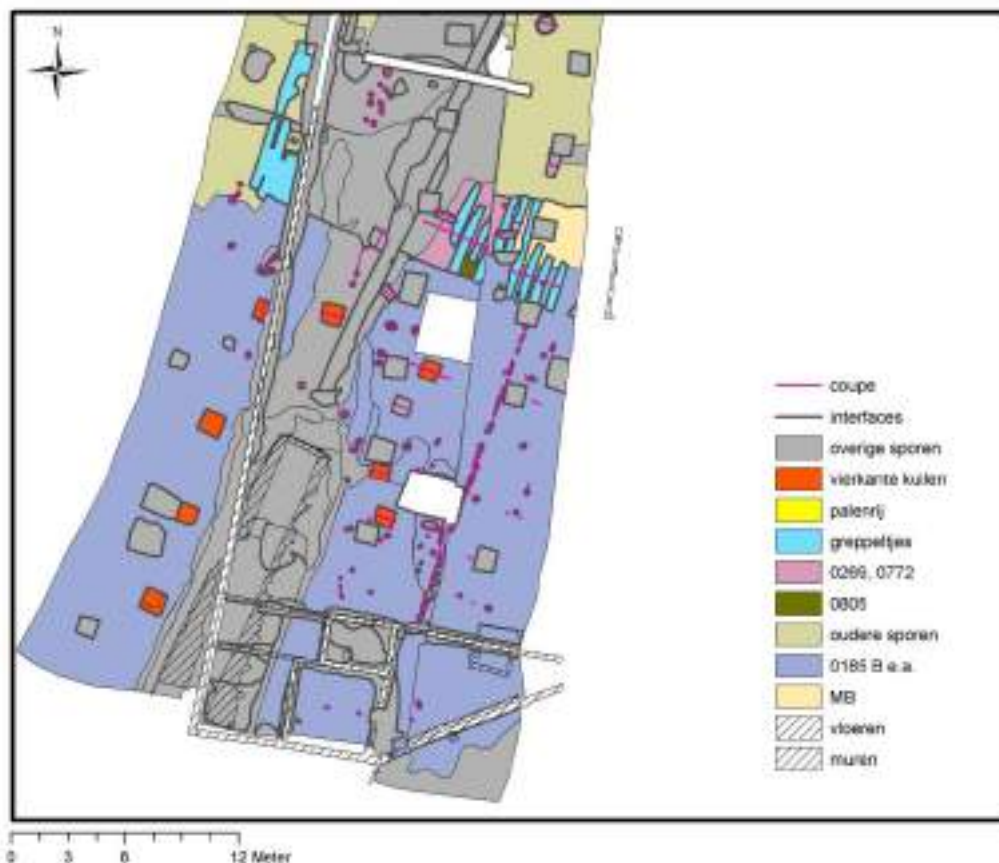 N
coupe
interfaces
overige sporen
vierkante kuilen
palenrij
greppeltjes
0269, 0772
0805
oudere sporen
0185 B e.a.
MB
vloeren
muren
0 3 6 12 Meter